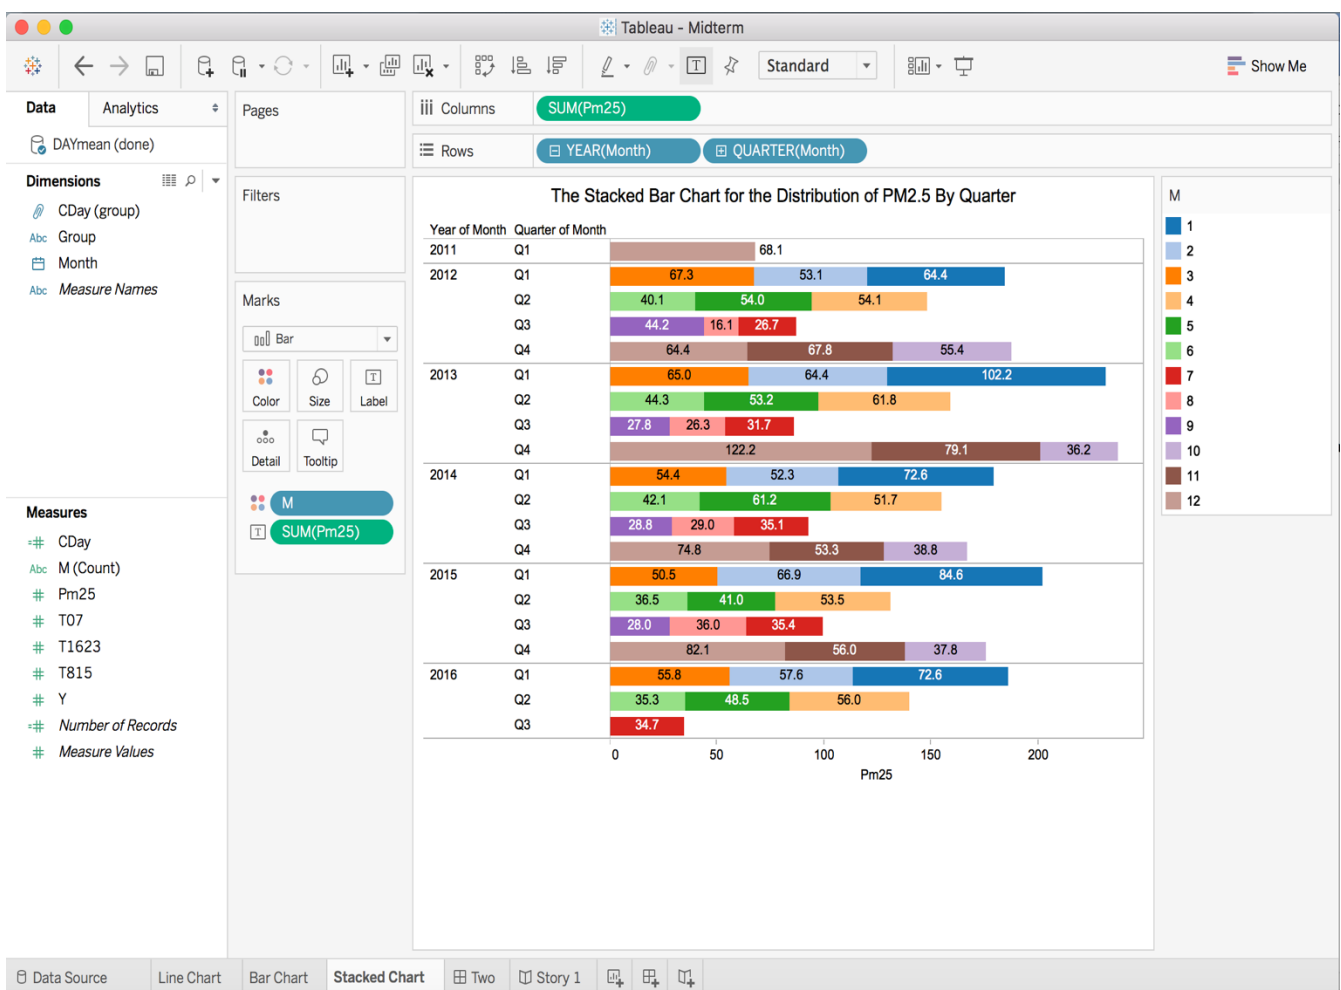 Tableau - Midterm
Standard
Show Me
Data
Analytics
DAYmean (done)
Dimensions
CDay (group)
Abc Group
Month
Abc Measure Names
Measures
CDay
Abc M (Count)
Pm25
T07
T1623
T815
Y
Number of Records
Measure Values
Pages
Filters
Marks
Bar
Color
Size
T
Label
Detail
Tooltip
M
T SUM(Pm25)
Columns
SUM(Pm25)
Rows
YEAR(Month)
QUARTER(Month)
The Stacked Bar Chart for the Distribution of PM2.5 By Quarter
Year of Month Quarter of Month
2011 Q1 68.1
2012 Q1 67.3 53.1 64.4
Q2 40.1 54.0 54.1
Q3 44.2 16.1 26.7
Q4 64.4 67.8 55.4
2013 Q1 65.0 64.4 102.2
Q2 44.3 53.2 61.8
Q3 27.8 26.3 31.7
Q4 122.2 79.1 36.2
2014 Q1 54.4 52.3 72.6
Q2 42.1 61.2 51.7
Q3 28.8 29.0 35.1
Q4 74.8 53.3 38.8
2015 Q1 50.5 66.9 84.6
Q2 36.5 41.0 53.5
Q3 28.0 36.0 35.4
Q4 82.1 56.0 37.8
2016 Q1 55.8 57.6 72.6
Q2 35.3 48.5 56.0
Q3 34.7
0 50 100 150 200
Pm25
M
1
2
3
4
5
6
7
8
9
10
11
12
Data Source
Line Chart
Bar Chart
Stacked Chart
Two
Story 1